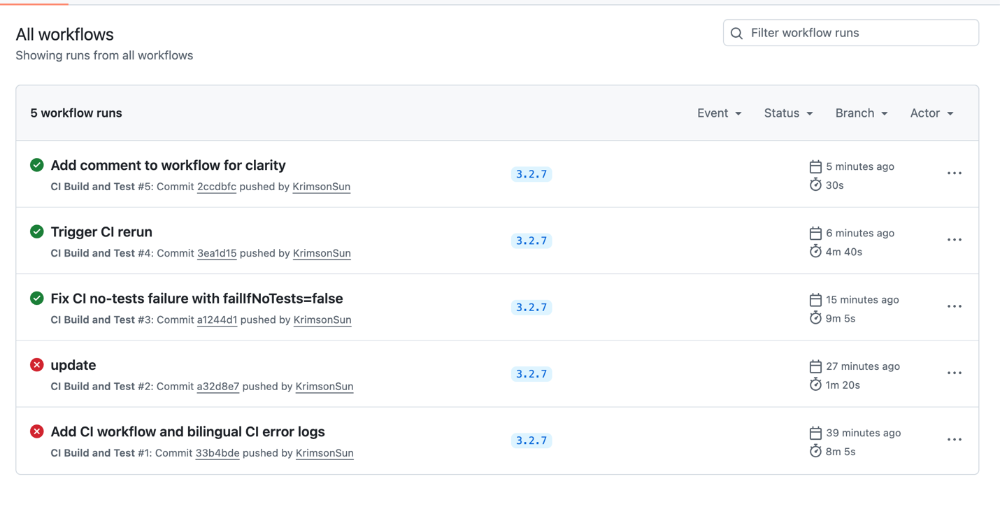 All workflows
Filter workflow runs
Showing runs from all workflows
5 workflow runs
Event
Status
Branch
Actor
Add comment to workflow for clarity
CI Build and Test #5: Commit 2ccdbfc pushed by KrimsonSun
3.2.7
5 minutes ago
30s
Trigger CI rerun
CI Build and Test #4: Commit 3ea1d15 pushed by KrimsonSun
3.2.7
6 minutes ago
4m 40s
Fix CI no-tests failure with failIfNoTests=false
CI Build and Test #3: Commit a1244d1 pushed by KrimsonSun
3.2.7
15 minutes ago
9m 5s
update
CI Build and Test #2: Commit a32d8e7 pushed by KrimsonSun
3.2.7
27 minutes ago
1m 20s
Add CI workflow and bilingual CI error logs
CI Build and Test #1: Commit 33b4bde pushed by KrimsonSun
3.2.7
39 minutes ago
8m 5s